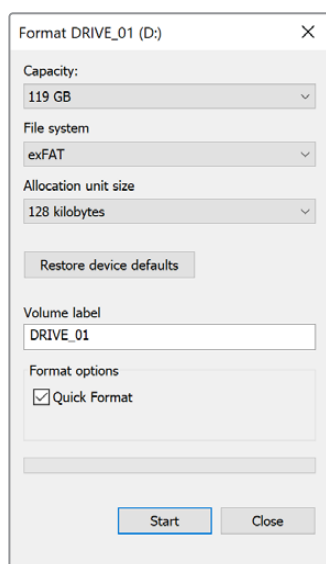 Format DRIVE_01 (D:)
Capacity:
119 GB
File system
exFAT
Allocation unit size
128 kilobytes
Restore device defaults
Volume label
DRIVE_01
Format options
Quick Format
Start Close